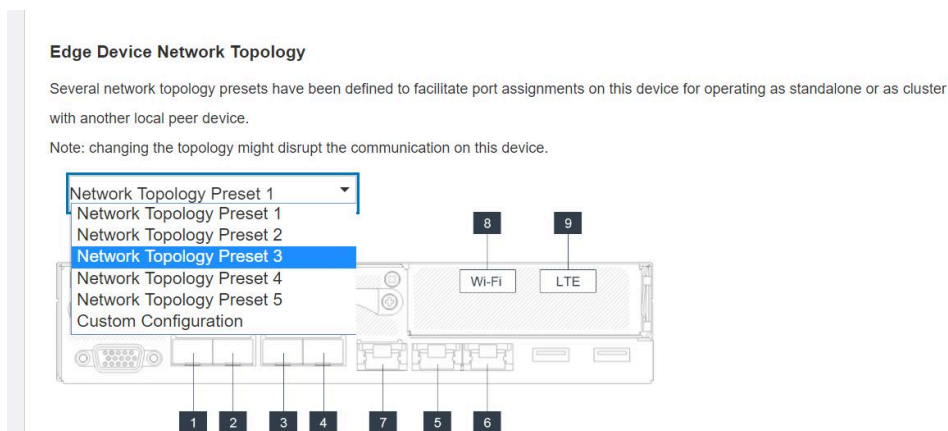 Edge Device Network Topology
Several network topology presets have been defined to facilitate port assignments on this device for operating as standalone or as cluster
with another local peer device.
Note: changing the topology might disrupt the communication on this device.
Network Topology Preset 1
Network Topology Preset 1
Network Topology Preset 2
Network Topology Preset 3
Network Topology Preset 4
Network Topology Preset 5
Custom Configuration
8 9
Wi-Fi LTE
1 2 3 4 7 5 6